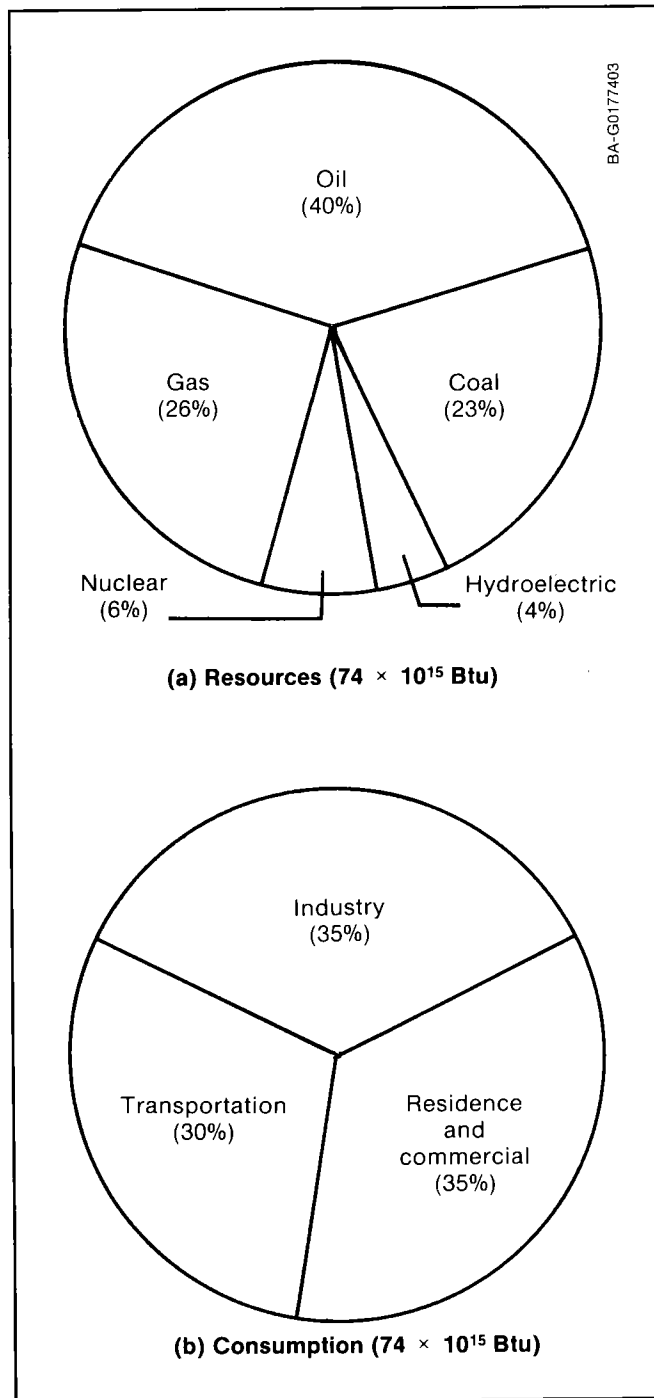 BA-G0177403
Oil
(40%)
Gas
(26%)
Coal
(23%)
Nuclear
(6%)
Hydroelectric
(4%)
(a) Resources (74 × 10¹⁵ Btu)
Industry
(35%)
Transportation
(30%)
Residence
and
commercial
(35%)
(b) Consumption (74 × 10¹⁵ Btu)